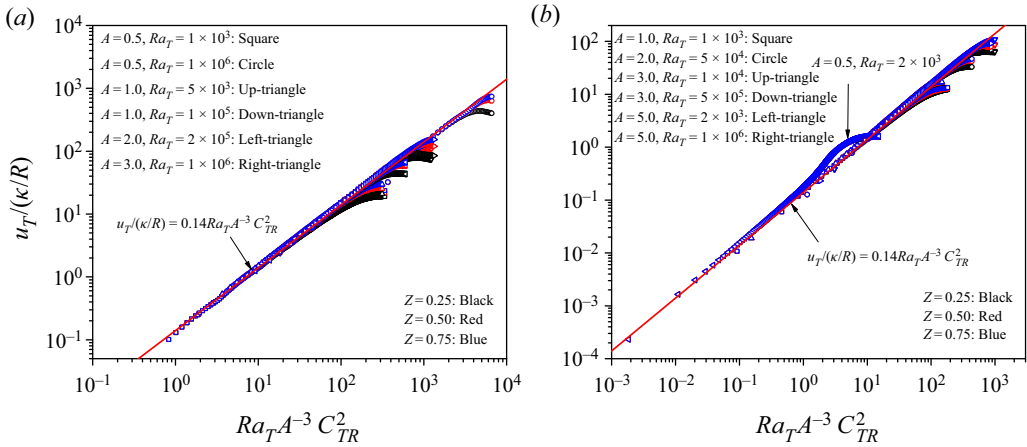 (a)
10^4
10^3
10^2
10^1
10^0
10^-1
u_T/(κ/R)
A = 0.5, Ra_T = 1 × 10^3: Square
A = 0.5, Ra_T = 1 × 10^6: Circle
A = 1.0, Ra_T = 5 × 10^3: Up-triangle
A = 1.0, Ra_T = 1 × 10^5: Down-triangle
A = 2.0, Ra_T = 2 × 10^5: Left-triangle
A = 3.0, Ra_T = 1 × 10^6: Right-triangle
u_T/(κ/R) = 0.14Ra_T A^-3 C_TR^2
Z = 0.25: Black
Z = 0.50: Red
Z = 0.75: Blue
10^-1 10^0 10^1 10^2 10^3 10^4
Ra_T A^-3 C_TR^2
(b)
10^2
10^1
10^0
10^-1
10^-2
10^-3
10^-4
A = 1.0, Ra_T = 1 × 10^3: Square
A = 2.0, Ra_T = 5 × 10^4: Circle
A = 3.0, Ra_T = 1 × 10^4: Up-triangle
A = 3.0, Ra_T = 5 × 10^5: Down-triangle
A = 5.0, Ra_T = 2 × 10^3: Left-triangle
A = 5.0, Ra_T = 1 × 10^6: Right-triangle
A = 0.5, Ra_T = 2 × 10^3
u_T/(κ/R) = 0.14Ra_T A^-3 C_TR^2
Z = 0.25: Black
Z = 0.50: Red
Z = 0.75: Blue
10^-3 10^-2 10^-1 10^0 10^1 10^2 10^3
Ra_T A^-3 C_TR^2